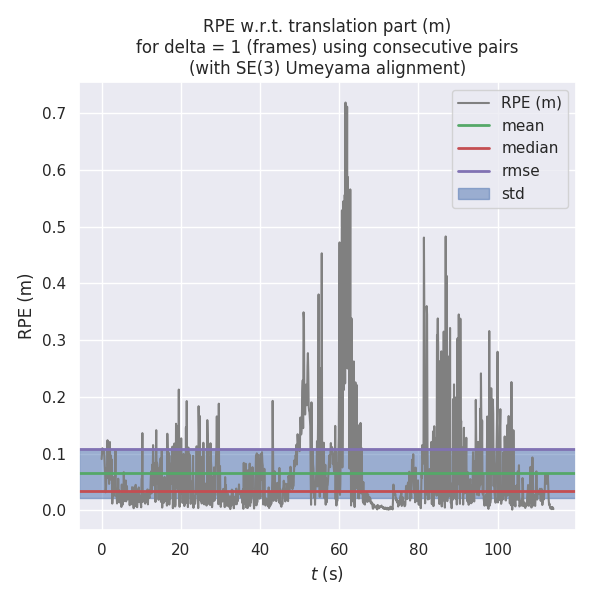 RPE w.r.t. translation part (m)
for delta = 1 (frames) using consecutive pairs
(with SE(3) Umeyama alignment)
RPE (m)
mean
median
rmse
std
0.7
0.6
0.5
0.4
0.3
0.2
0.1
0.0
RPE (m)
0
20
40
60
80
100
t (s)